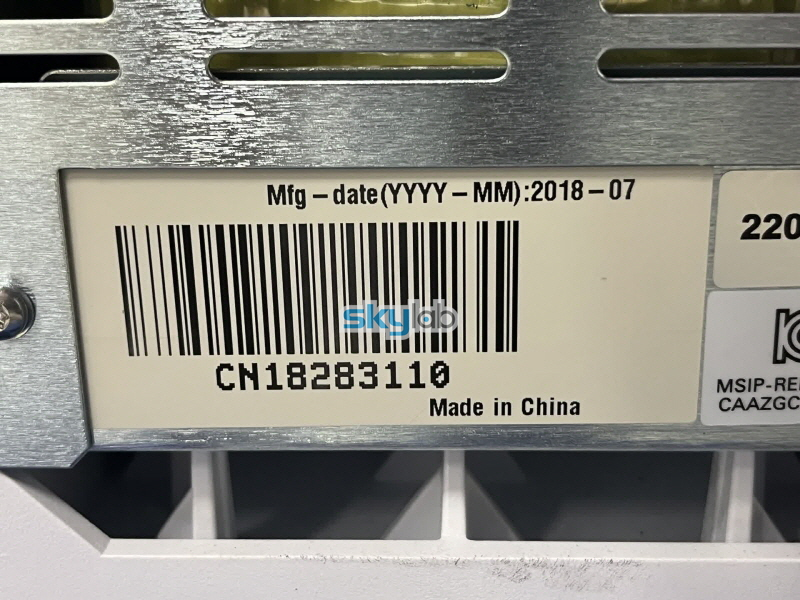 Mfg-date(YYYY-MM):2018-07
skylab
CN18283110
Made in China
220
MSIP-RE
CAAZGC